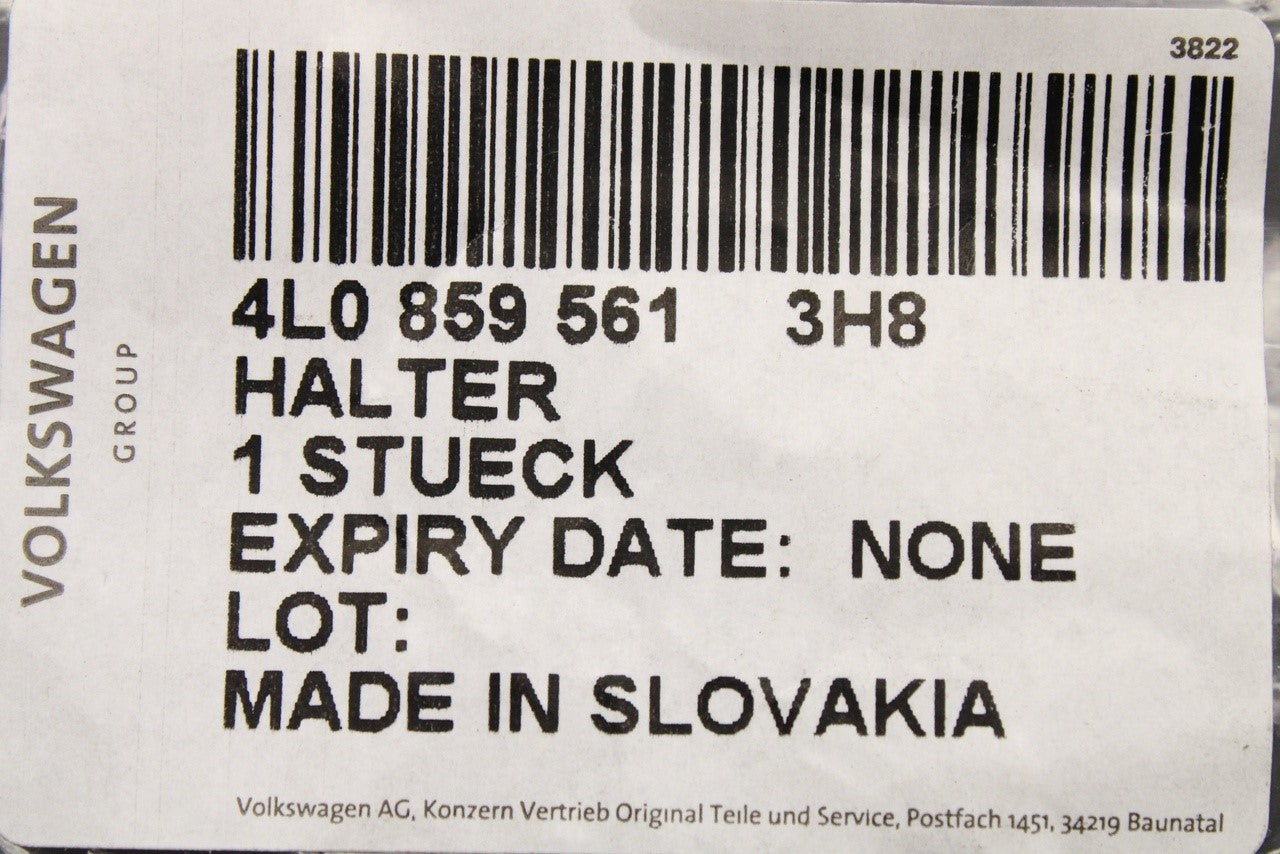 3822
VOLKSWAGEN
GROUP
4L0 859 561 3H8
HALTER
1 STUECK
EXPIRY DATE: NONE
LOT:
MADE IN SLOVAKIA
Volkswagen AG, Konzern Vertrieb Original Teile und Service, Postfach 1451, 34219 Baunatal